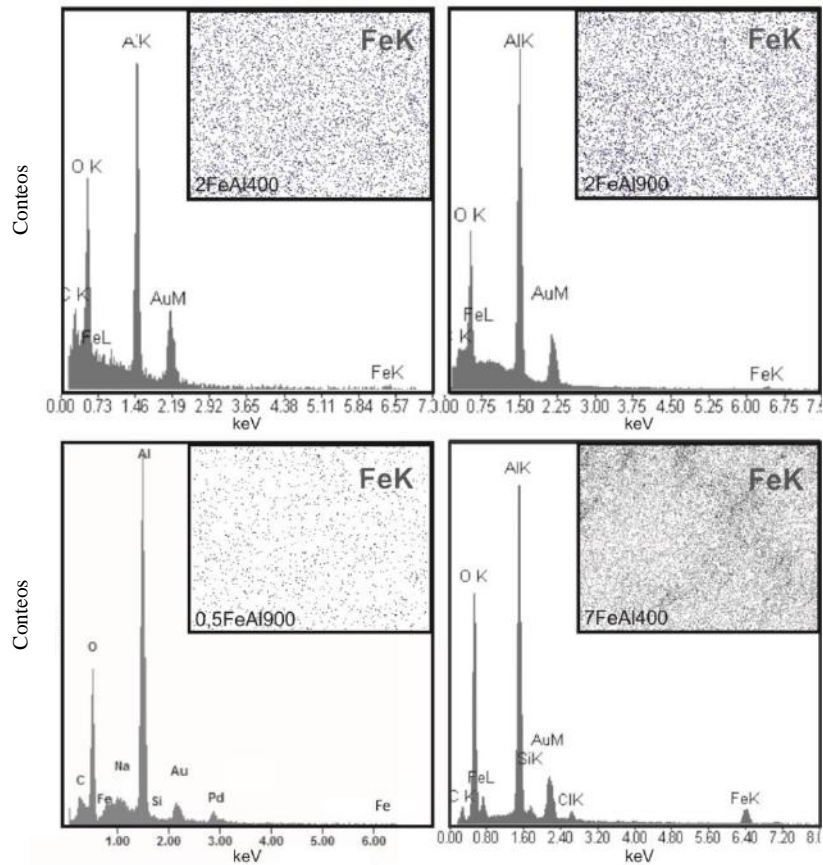 Conteos
AlK
FeK
O K
C K
FeL
AuM
FeK
2FeAl400
0.00 0.73 1.46 2.19 2.92 3.65 4.38 5.11 5.84 6.57 7.3
keV
AlK
FeK
O K
C K
FeL
AuM
FeK
2FeAl900
.00 0.75 1.50 2.25 3.00 3.75 4.50 5.25 6.00 6.75 7.5
keV
Conteos
Al
FeK
O
C
Fe
Na
Si
Au
Pd
Fe
0,5FeAl900
1.00 2.00 3.00 4.00 5.00 6.00
keV
AlK
FeK
O K
C K
FeL
SiK
AuM
ClK
FeK
7FeAl400
0.00 0.80 1.60 2.40 3.20 4.00 4.80 5.60 6.40 7.20 8.0
keV